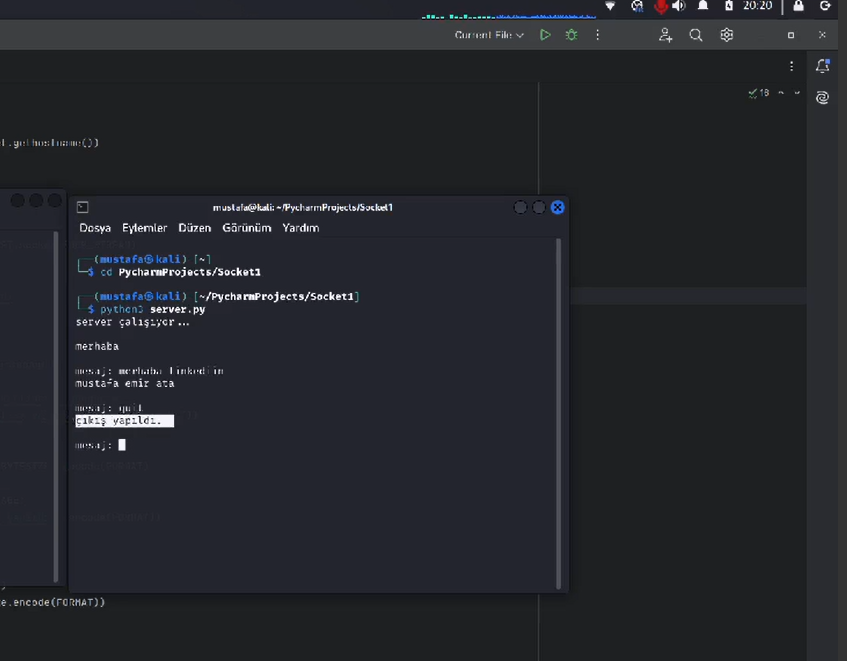 20:20
Current File
18
t.gethostname())
mustafa@kali: ~/PycharmProjects/Socket1
Dosya Eylemler Düzen Görünüm Yardım
(mustafa㉿kali) [~]
$ cd PycharmProjects/Socket1
(mustafa㉿kali) [~/PycharmProjects/Socket1]
$ python3 server.py
server çalışıyor...
merhaba
mesaj: merhaba linkediin
mustafa emir ata
mesaj: quit
çıkış yapıldı.
mesaj:
e.encode(FORMAT))